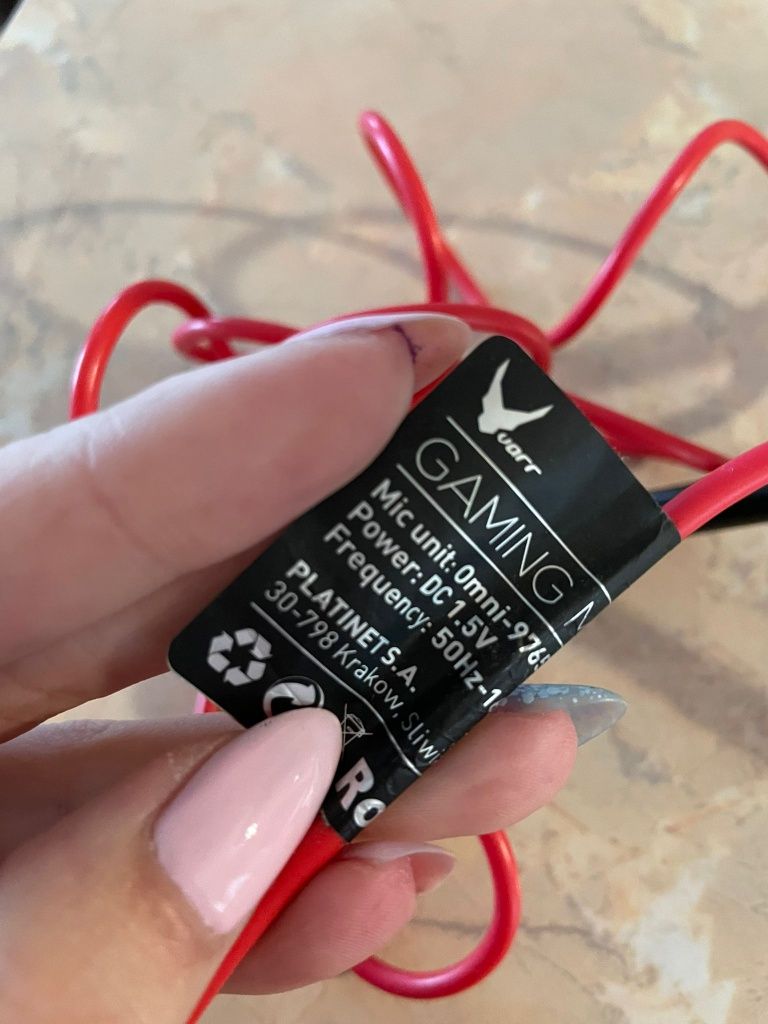 varr
GAMING
Mic unit: Omni-976
Power: DC 1.5V
Frequency: 50Hz-1
PLATINET S.A.
30-798 Krakow,